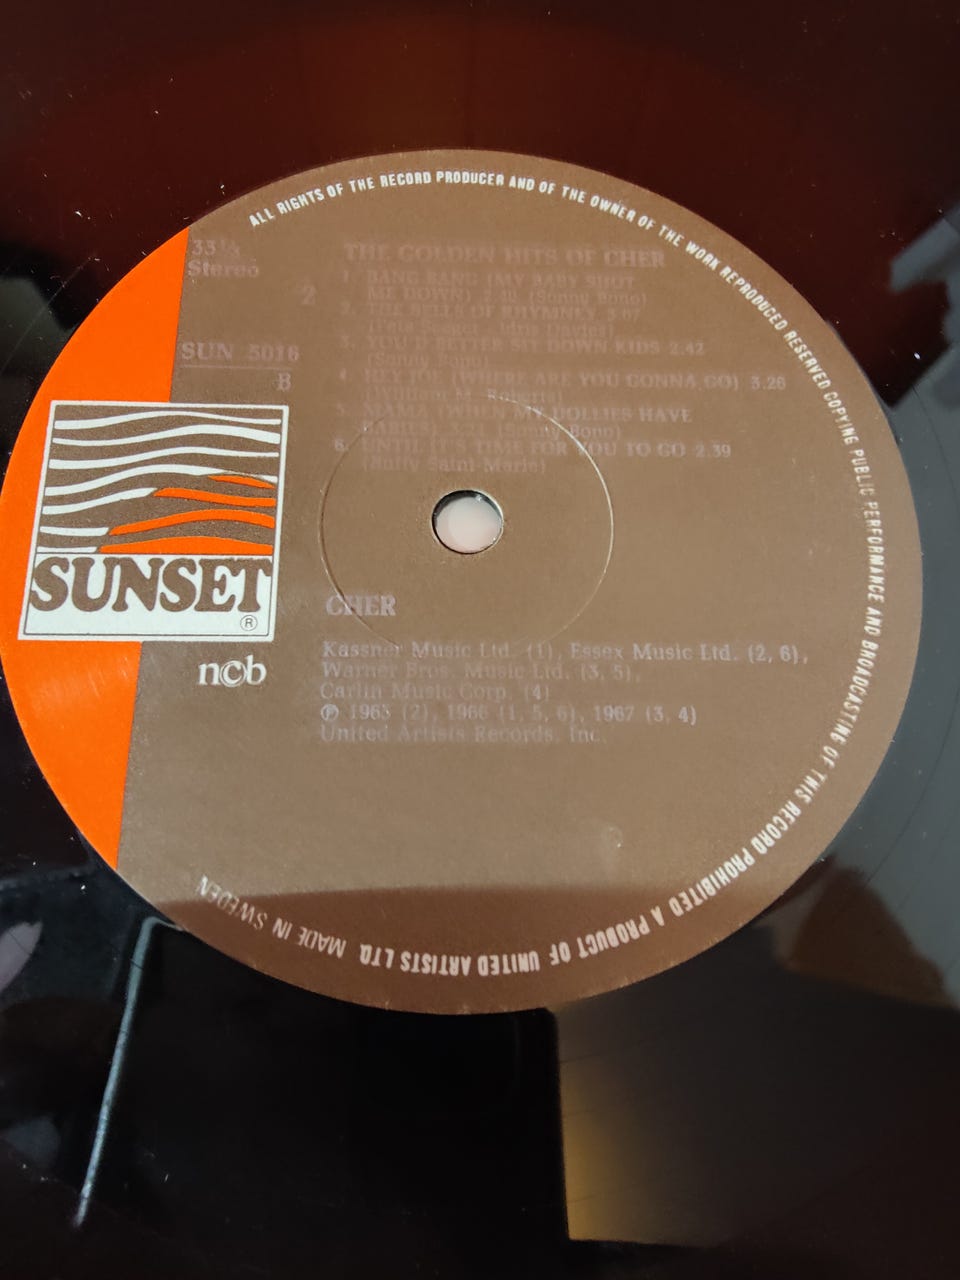 ALL RIGHTS OF THE RECORD PRODUCER AND OF THE OWNER OF THE WORK REPRODUCED RESERVED COPYING PUBLIC PERFORMANCE AND BROADCASTING OF THIS RECORD PROHIBITED A PRODUCT OF UNITED ARTISTS LTD. MADE IN SWEDEN
33⅓
Stereo
2
SUN 5016
B
SUNSET
®
ncb
THE GOLDEN HITS OF CHER
1. BANG BANG (MY BABY SHOT
ME DOWN) (Sonny Bono)
2. THE BELLS OF RHYMNEY 3.07
(Pete Seeger - Idris Davies)
3. YOU'D BETTER SIT DOWN KIDS 2.42
(Sonny Bono)
4. HEY JOE (WHERE ARE YOU GONNA GO) 3.26
(William M. Roberts)
5. MAMA (WHEN MY DOLLIES HAVE
BABIES) (Sonny Bono)
6. UNTIL IT'S TIME FOR YOU TO GO 2.39
(Buffy Saint-Marie)
CHER
Kassner Music Ltd. (1), Essex Music Ltd. (2, 6),
Warner Bros. Music Ltd. (3, 5),
Carlin Music Corp. (4)
℗ 1965 (2), 1966 (1, 5, 6), 1967 (3, 4)
United Artists Records, Inc.